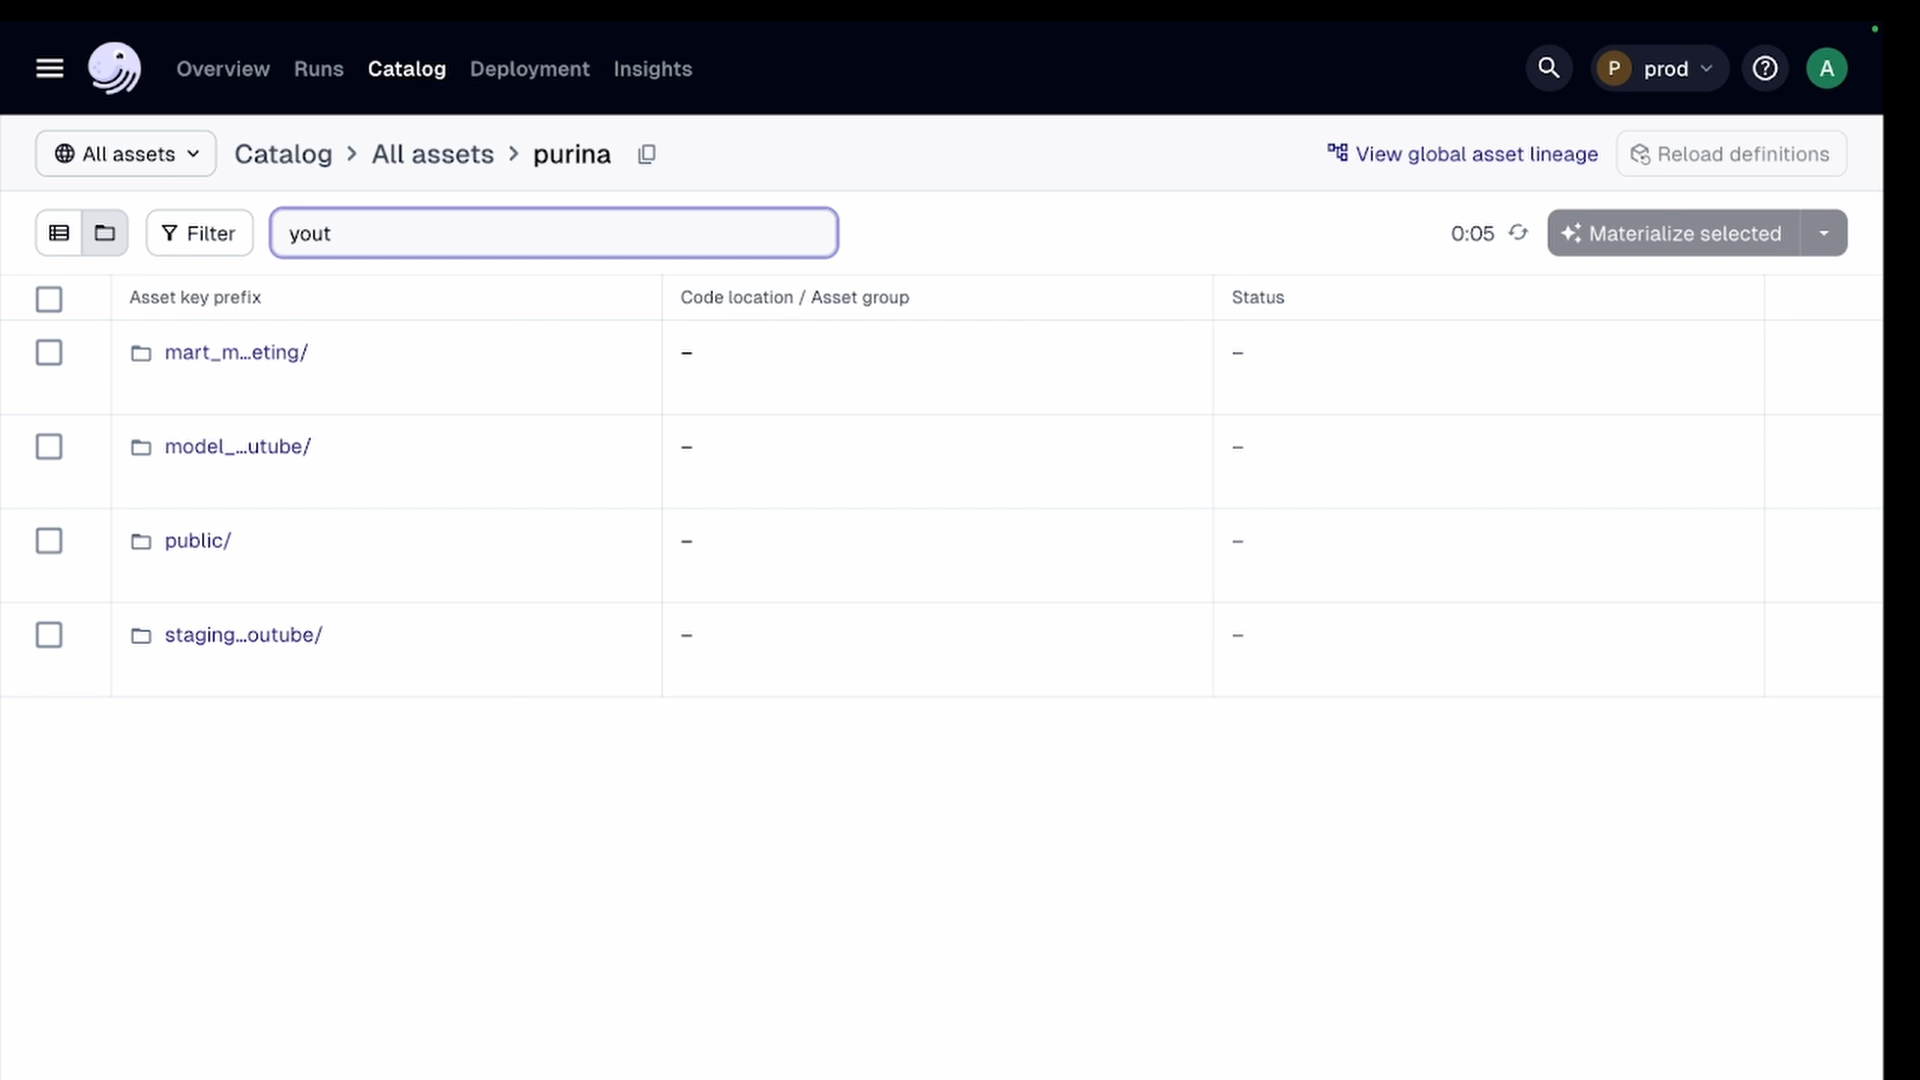 Overview Runs Catalog Deployment Insights P prod A
All assets Catalog > All assets > purina View global asset lineage Reload definitions
Filter yout 0:05 Materialize selected
Asset key prefix Code location / Asset group Status
mart_m...eting/ – –
model_...utube/ – –
public/ – –
staging...outube/ – –